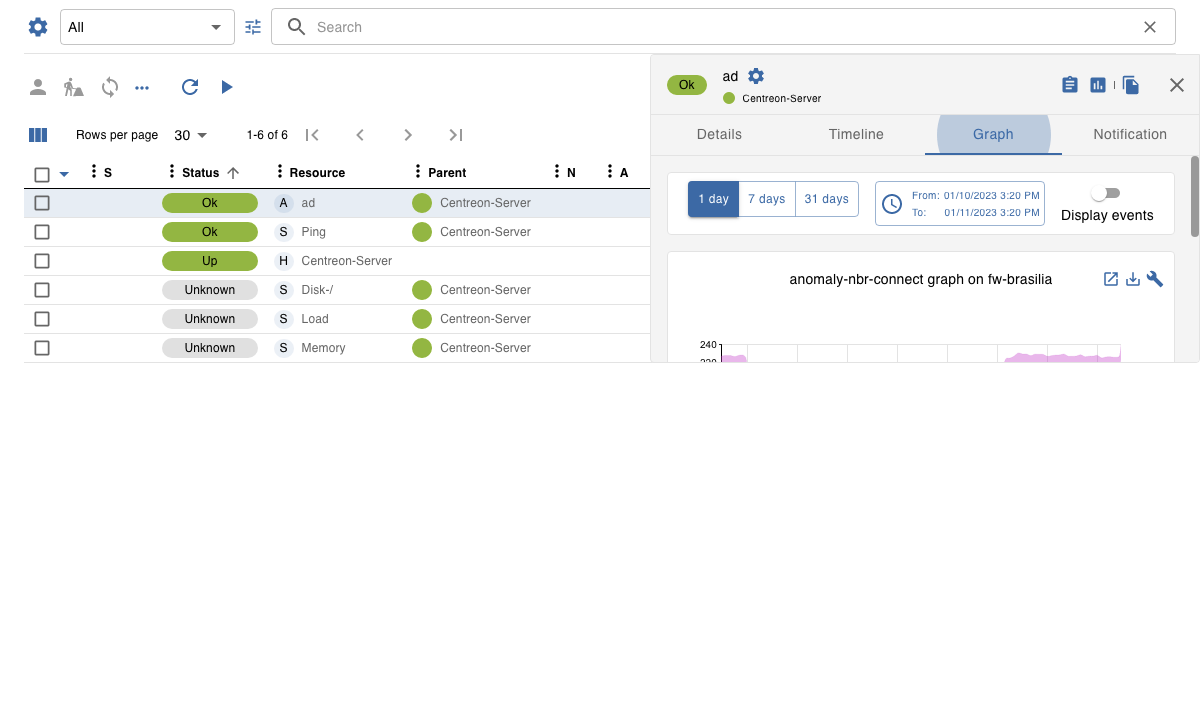 All
Search
Rows per page 30 1-6 of 6
S Status Resource Parent N A
Ok A ad Centreon-Server
Ok S Ping Centreon-Server
Up H Centreon-Server
Unknown S Disk-/ Centreon-Server
Unknown S Load Centreon-Server
Unknown S Memory Centreon-Server
Ok ad
Centreon-Server
Details Timeline Graph Notification
1 day 7 days 31 days
From: 01/10/2023 3:20 PM
To: 01/11/2023 3:20 PM
Display events
anomaly-nbr-connect graph on fw-brasilia
240